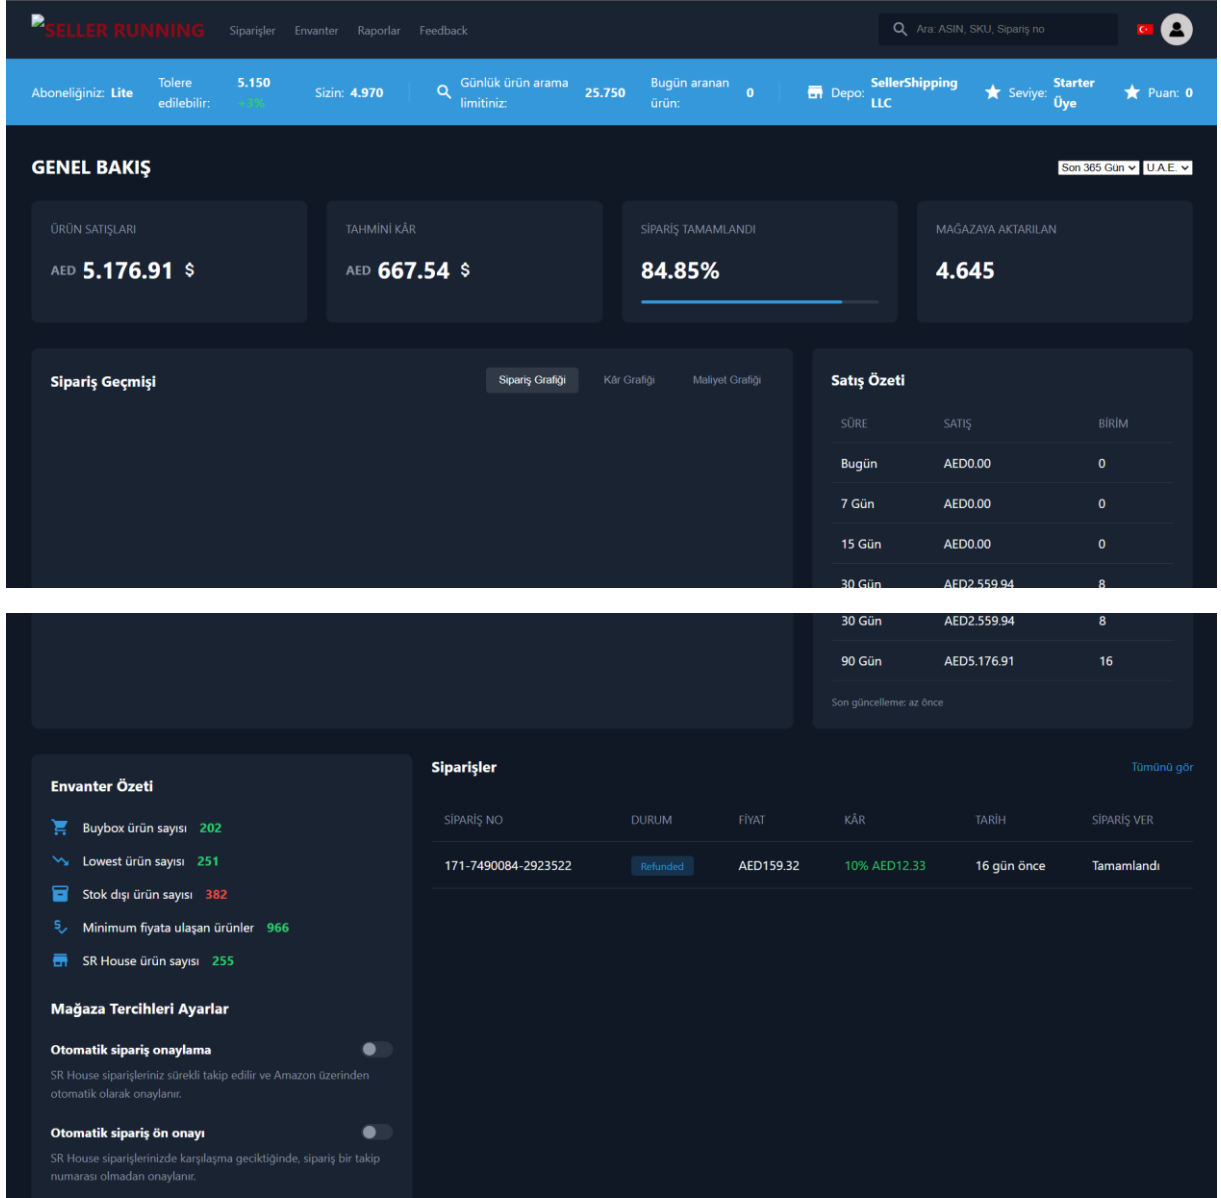 SELLER RUNNING
Siparişler Envanter Raporlar Feedback
Ara: ASIN, SKU, Sipariş no
Aboneliğiniz: Lite
Tolere edilebilir:
5.150
+3%
Sizin: 4.970
Günlük ürün arama
limitiniz:
25.750
Bugün aranan
ürün:
0
Depo: SellerShipping
LLC
Seviye: Starter
Üye
Puan: 0
GENEL BAKIŞ
Son 365 Gün U.A.E.
ÜRÜN SATIŞLARI
AED 5.176.91 $
TAHMİNİ KÂR
AED 667.54 $
SİPARİŞ TAMAMLANDI
84.85%
MAĞAZAYA AKTARILAN
4.645
Sipariş Geçmişi
Sipariş Grafiği Kâr Grafiği Maliyet Grafiği
Satış Özeti
SÜRE SATIŞ BİRİM
Bugün AED0.00 0
7 Gün AED0.00 0
15 Gün AED0.00 0
30 Gün AED2.559.94 8
30 Gün AED2.559.94 8
90 Gün AED5.176.91 16
Son güncelleme: az önce
Envanter Özeti
Buybox ürün sayısı 202
Lowest ürün sayısı 251
Stok dışı ürün sayısı 382
Minimum fiyata ulaşan ürünler 966
SR House ürün sayısı 255
Mağaza Tercihleri Ayarlar
Otomatik sipariş onaylama
SR House siparişleriniz sürekli takip edilir ve Amazon üzerinden
otomatik olarak onaylanır.
Otomatik sipariş ön onayı
SR House siparişlerinizde karşılaşma geciktiğinde, sipariş bir takip
numarası olmadan onaylanır.
Siparişler
Tümünü gör
SİPARİŞ NO DURUM FİYAT KÂR TARİH SİPARİŞ VER
171-7490084-2923522 Refunded AED159.32 10% AED12.33 16 gün önce Tamamlandı